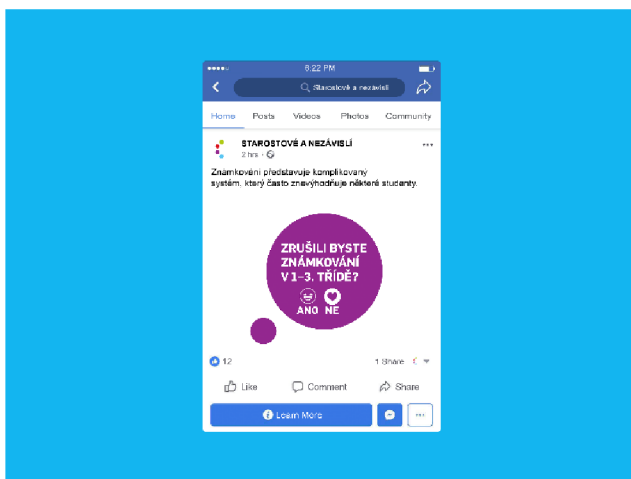 8:22 PM
Starostové a nezávislí
Home Posts Videos Photos Community
STAROSTOVÉ A NEZÁVISLÍ
2 hrs
Známkování představuje komplikovaný
systém, který často znevýhodňuje některé studenty.
ZRUŠILI BYSTE
ZNÁMKOVÁNÍ
V 1–3. TŘÍDĚ?
ANO NE
12
1 Share
Like Comment Share
Learn More